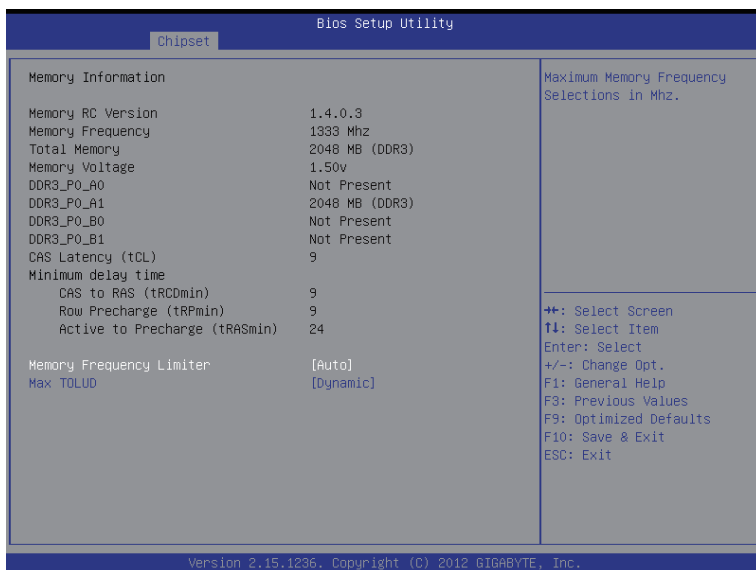 Bios Setup Utility
Chipset
Memory Information
Memory RC Version 1.4.0.3
Memory Frequency 1333 Mhz
Total Memory 2048 MB (DDR3)
Memory Voltage 1.50v
DDR3_P0_A0 Not Present
DDR3_P0_A1 2048 MB (DDR3)
DDR3_P0_B0 Not Present
DDR3_P0_B1 Not Present
CAS Latency (tCL) 9
Minimum delay time
CAS to RAS (tRCDmin) 9
Row Precharge (tRPmin) 9
Active to Precharge (tRASmin) 24
Memory Frequency Limiter [Auto]
Max TOLUD [Dynamic]
Maximum Memory Frequency
Selections in Mhz.
→←: Select Screen
↑↓: Select Item
Enter: Select
+/-: Change Opt.
F1: General Help
F3: Previous Values
F9: Optimized Defaults
F10: Save & Exit
ESC: Exit
Version 2.15.1236. Copyright (C) 2012 GIGABYTE, Inc.